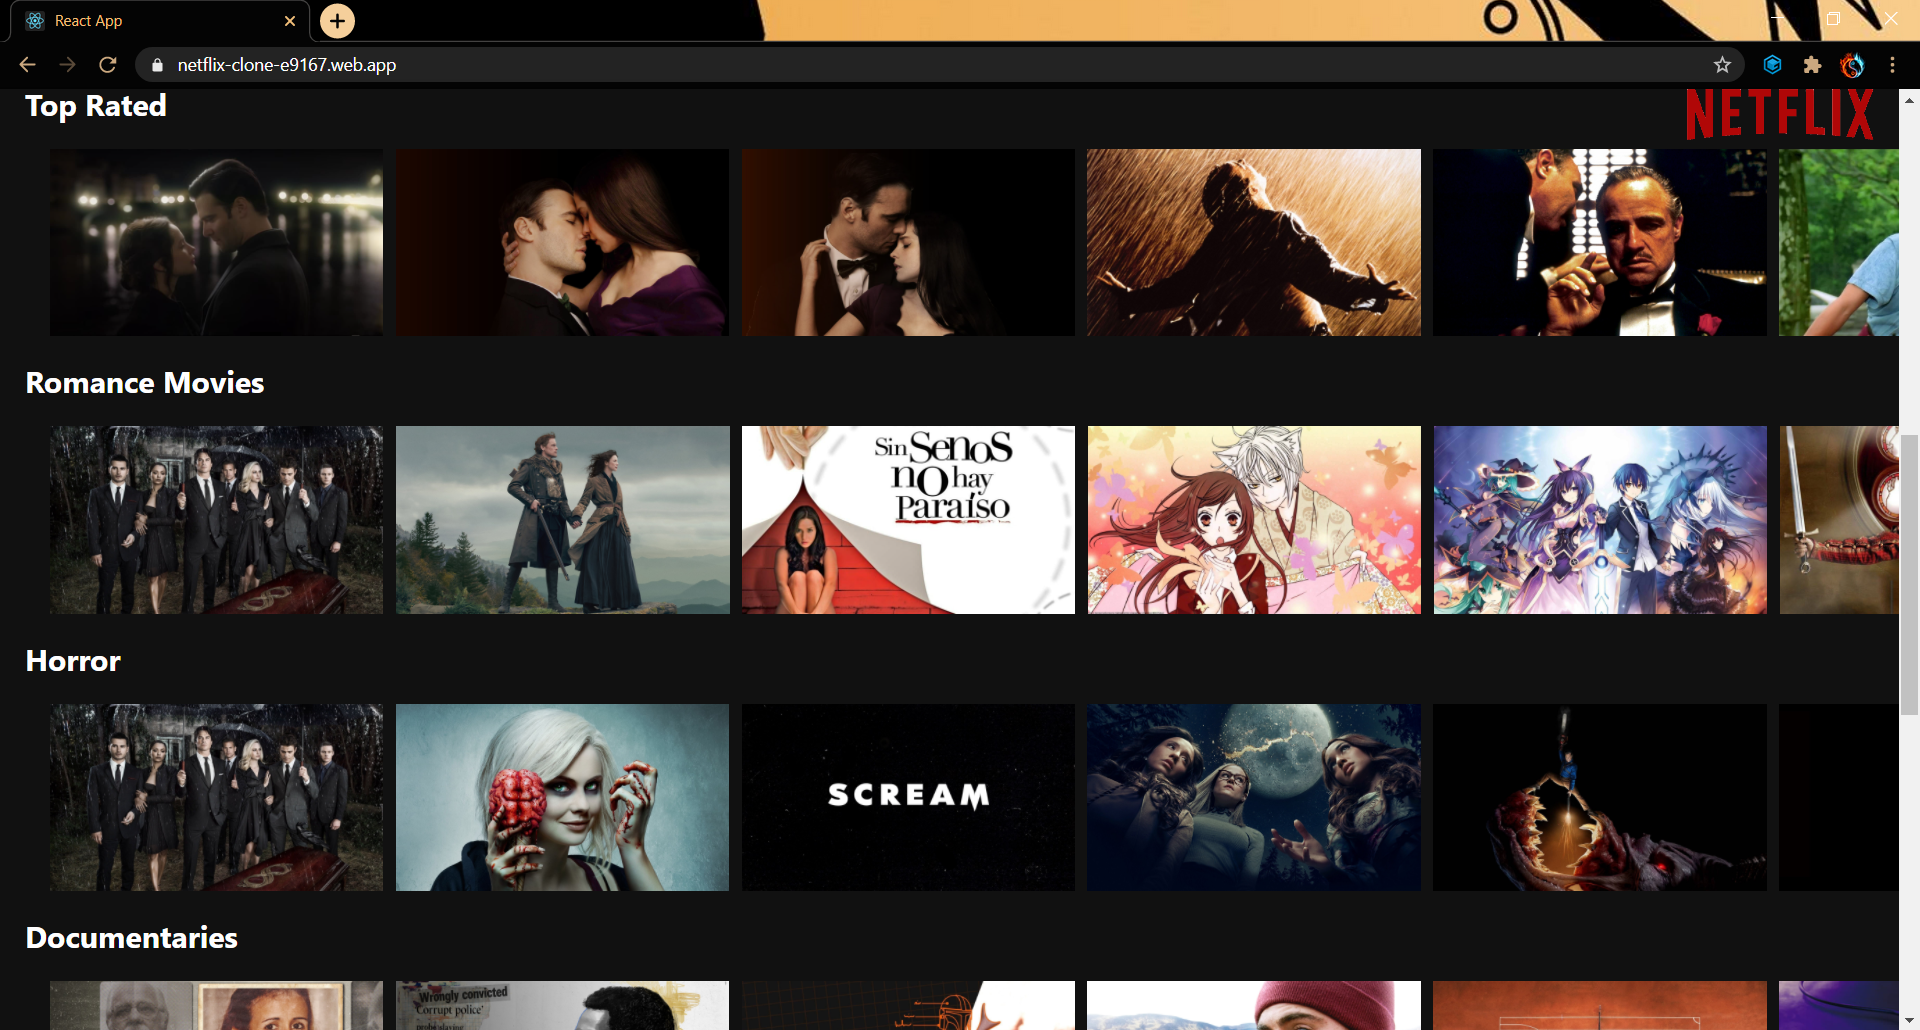 React App
netflix-clone-e9167.web.app
Top Rated
NETFLIX
Romance Movies
Sin Senos
no hay
Paraíso
Horror
SCREAM
Documentaries
Wrongly convicted
'Corrupt police'